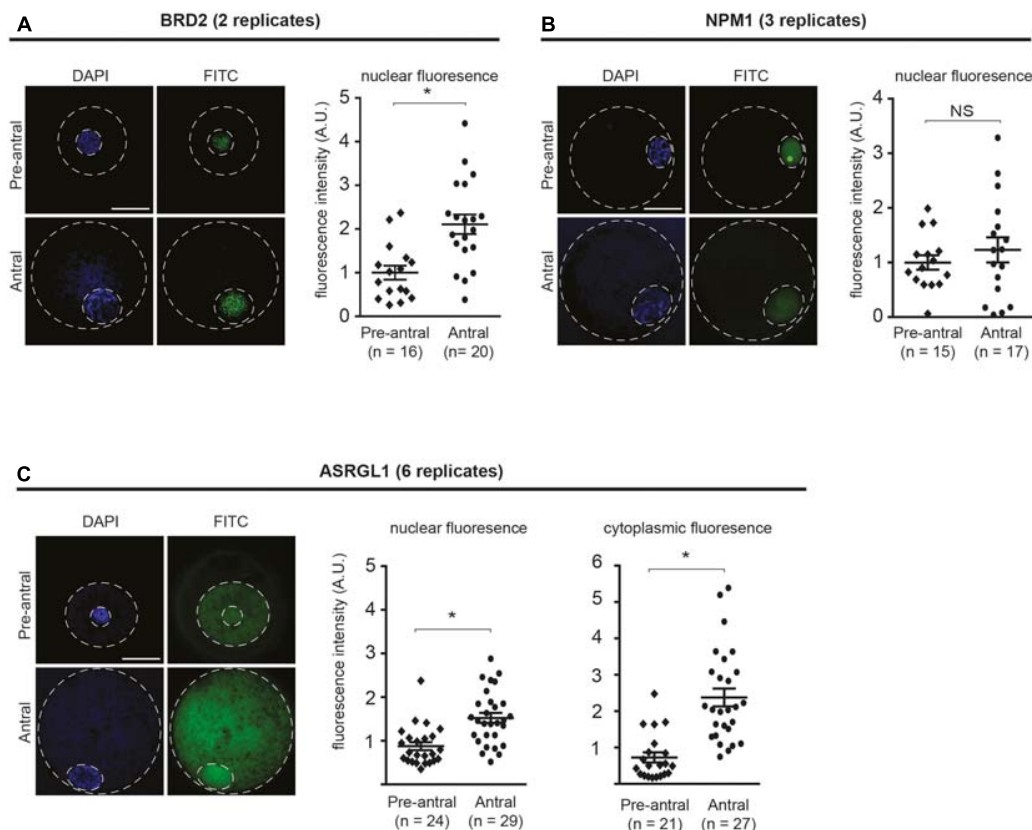 A
BRD2 (2 replicates)
DAPI
FITC
Pre-antral
Antral
nuclear fluoresence
fluorescence intensity (A.U.)
5
4
3
2
1
0
*
Pre-antral
(n = 16)
Antral
(n= 20)
B
NPM1 (3 replicates)
DAPI
FITC
Pre-antral
Antral
nuclear fluoresence
fluorescence intensity (A.U.)
4
3
2
1
0
NS
Pre-antral
(n = 15)
Antral
(n = 17)
C
ASRGL1 (6 replicates)
DAPI
FITC
Pre-antral
Antral
nuclear fluoresence
fluorescence intensity (A.U.)
5
4
3
2
1
*
Pre-antral
(n = 24)
Antral
(n = 29)
cytoplasmic fluoresence
6
5
4
3
2
1
*
Pre-antral
(n = 21)
Antral
(n = 27)